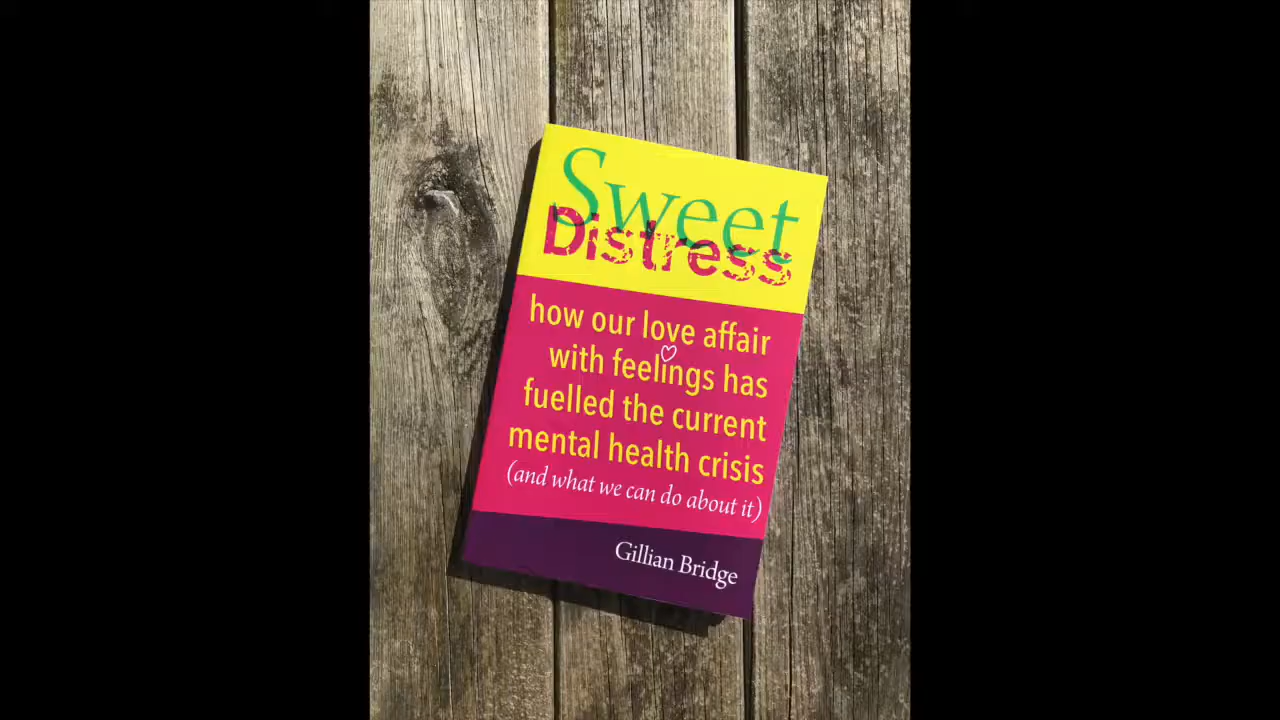 Sweet
Distress
how our love affair
with feelings has
fuelled the current
mental health crisis
(and what we can do about it)
Gillian Bridge